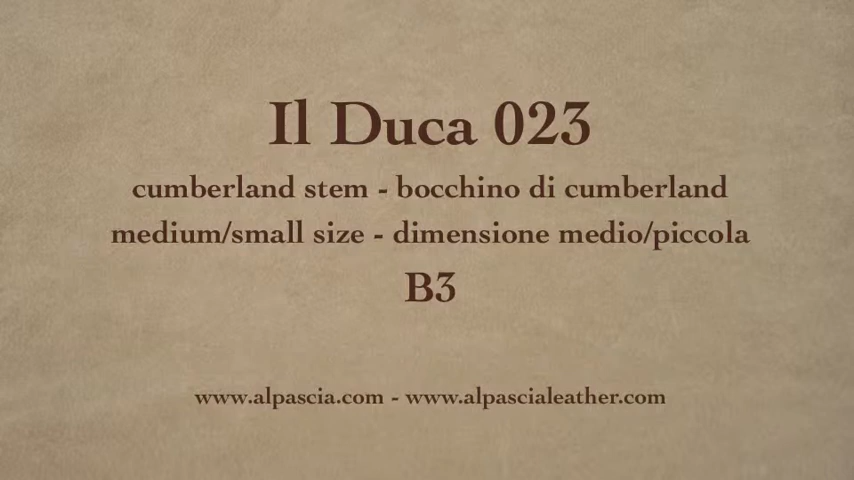 Il Duca 023
cumberland stem - bocchino di cumberland
medium/small size - dimensione medio/piccola
B3
www.alpascia.com - www.alpascialeather.com